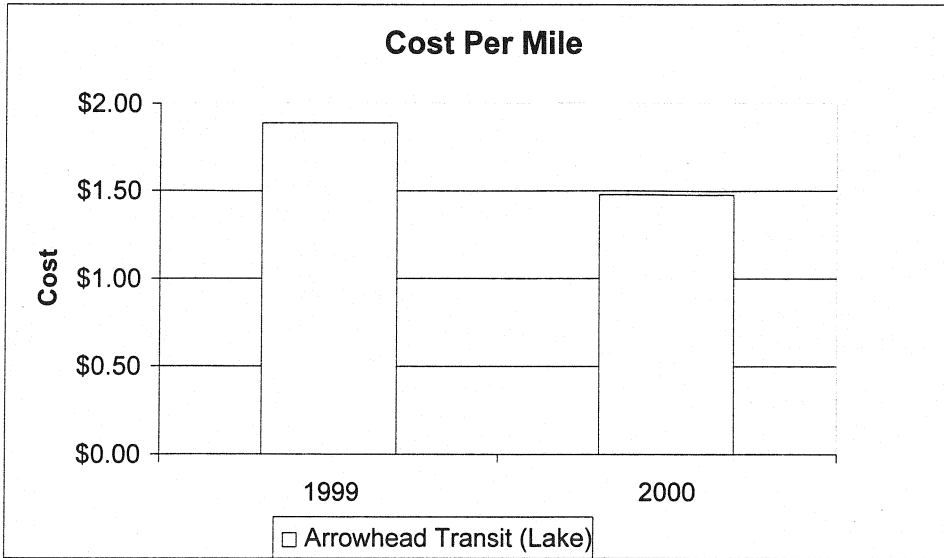 Cost Per Mile
$2.00
$1.50
$1.00
$0.50
$0.00
Cost
1999 2000
Arrowhead Transit (Lake)